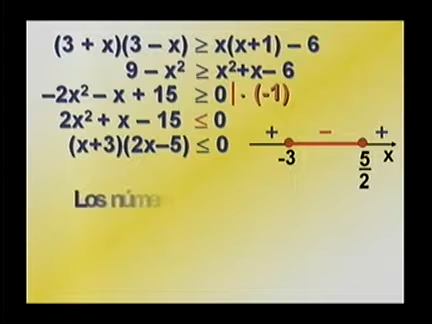 (3 + x)(3 – x) ≥ x(x+1) – 6
9 – x² ≥ x²+x– 6
-2x² – x + 15 ≥ 0 | · (-1)
2x² + x – 15 ≤ 0
(x+3)(2x–5) ≤ 0
+ – +
-3 5/2 x
Los